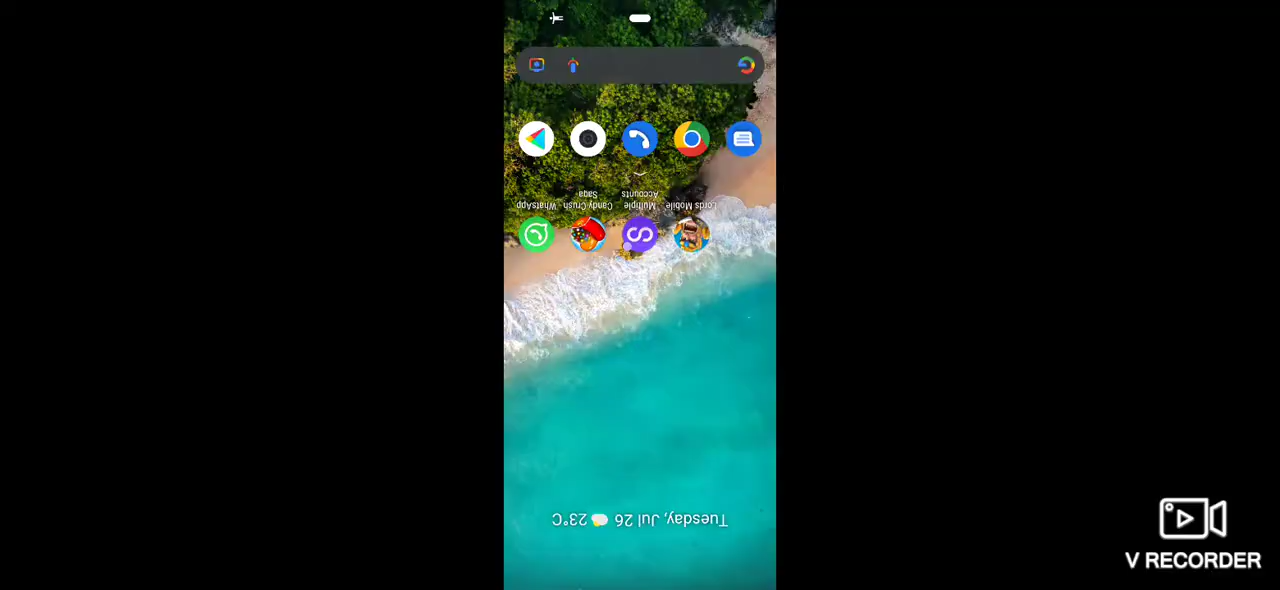 Tuesday, Jul 26 23°C
Lords Mobile
Multiple
Accounts
Candy Crush
Saga
WhatsApp
V RECORDER